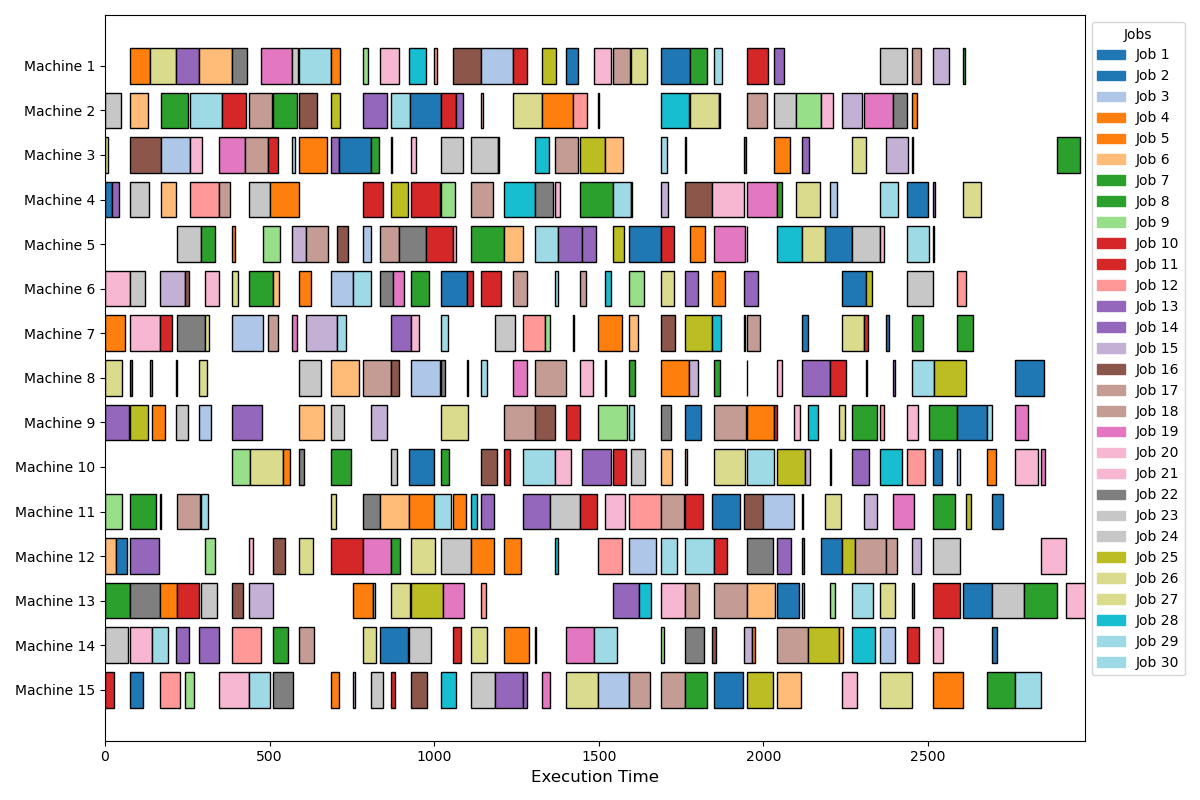 Machine 1
Machine 2
Machine 3
Machine 4
Machine 5
Machine 6
Machine 7
Machine 8
Machine 9
Machine 10
Machine 11
Machine 12
Machine 13
Machine 14
Machine 15
0 500 1000 1500 2000 2500
Execution Time
Jobs
Job 1
Job 2
Job 3
Job 4
Job 5
Job 6
Job 7
Job 8
Job 9
Job 10
Job 11
Job 12
Job 13
Job 14
Job 15
Job 16
Job 17
Job 18
Job 19
Job 20
Job 21
Job 22
Job 23
Job 24
Job 25
Job 26
Job 27
Job 28
Job 29
Job 30